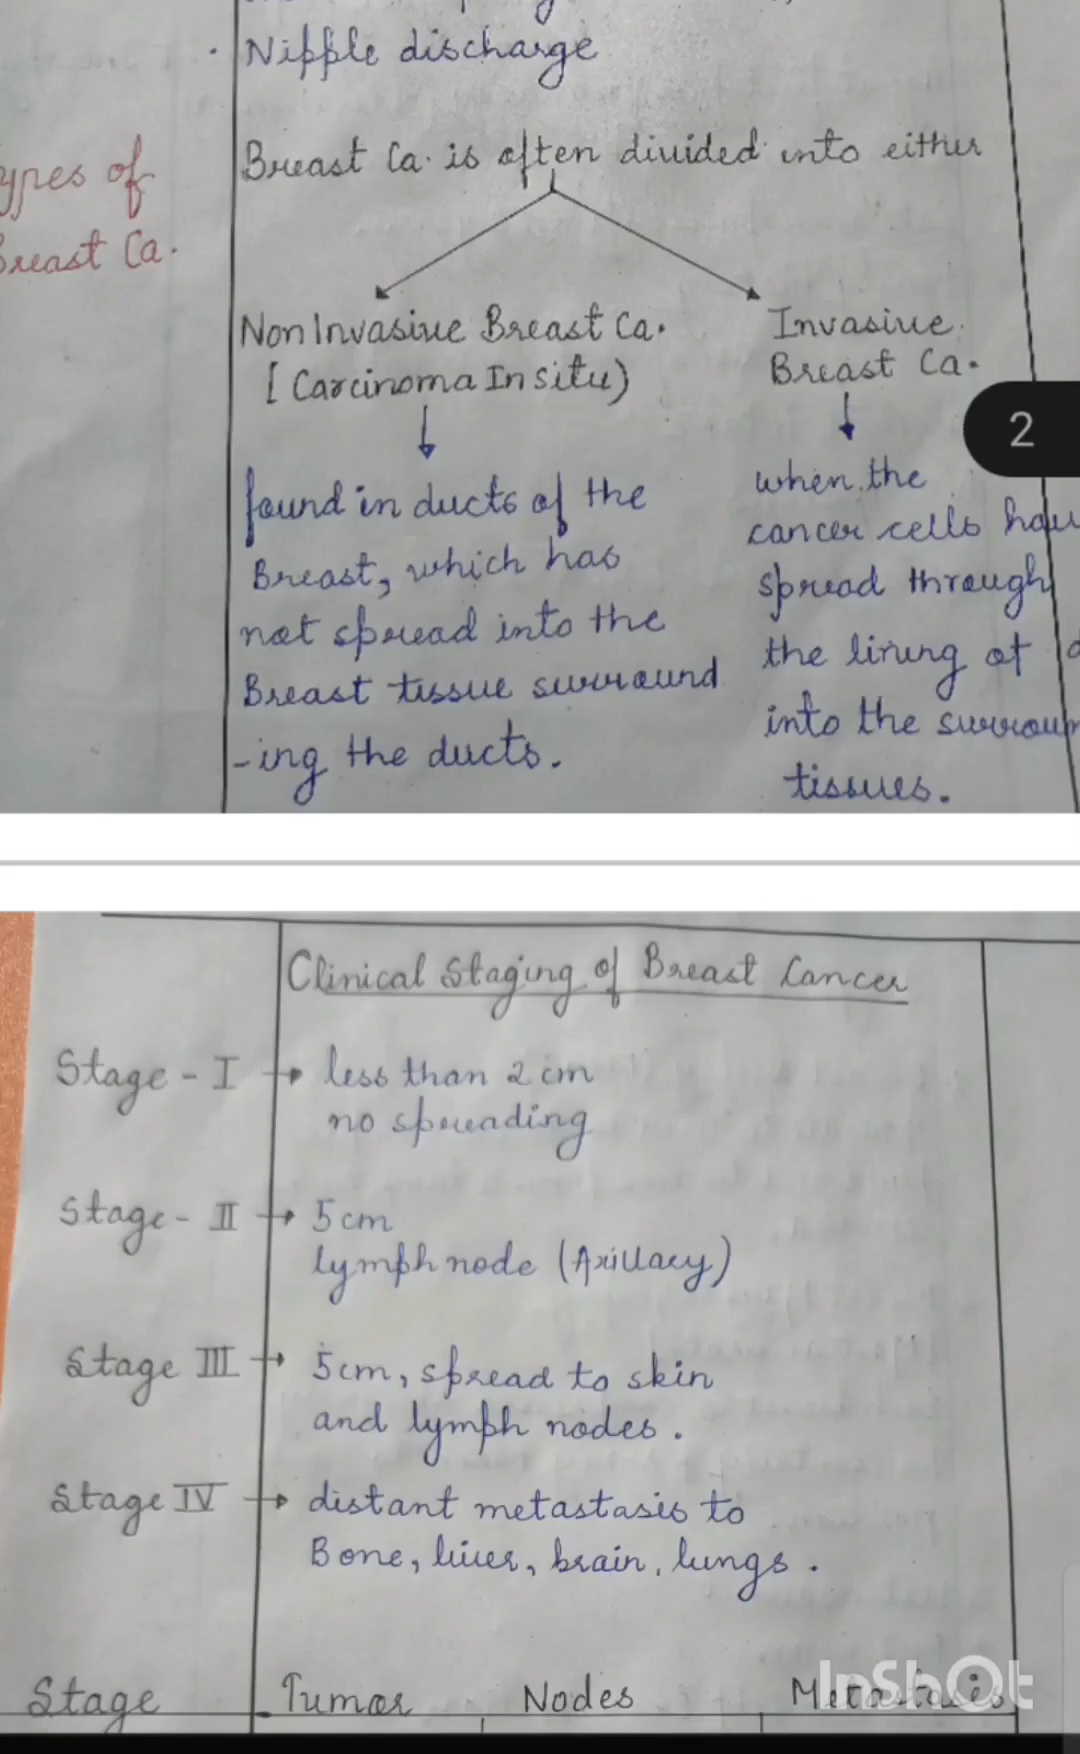 Nipple discharge
Types of
Breast Ca.
Breast Ca. is often divided into either
Non Invasive Breast Ca.
[Carcinoma In situ)
Invasive
Breast Ca.
2
found in ducts of the
Breast, which has
not spread into the
Breast tissue surround
-ing the ducts.
when the
cancer cells hav
spread through
the lining of
into the surroun
tissues.
Clinical Staging of Breast Cancer
Stage - I → less than 2 cm
no spreading
Stage - II → 5 cm
lymph node (Axillary)
Stage III → 5cm, spread to skin
and lymph nodes.
Stage IV → distant metastasis to
Bone, liver, brain, lungs.
Stage Tumor Nodes Metastasis
InShOt